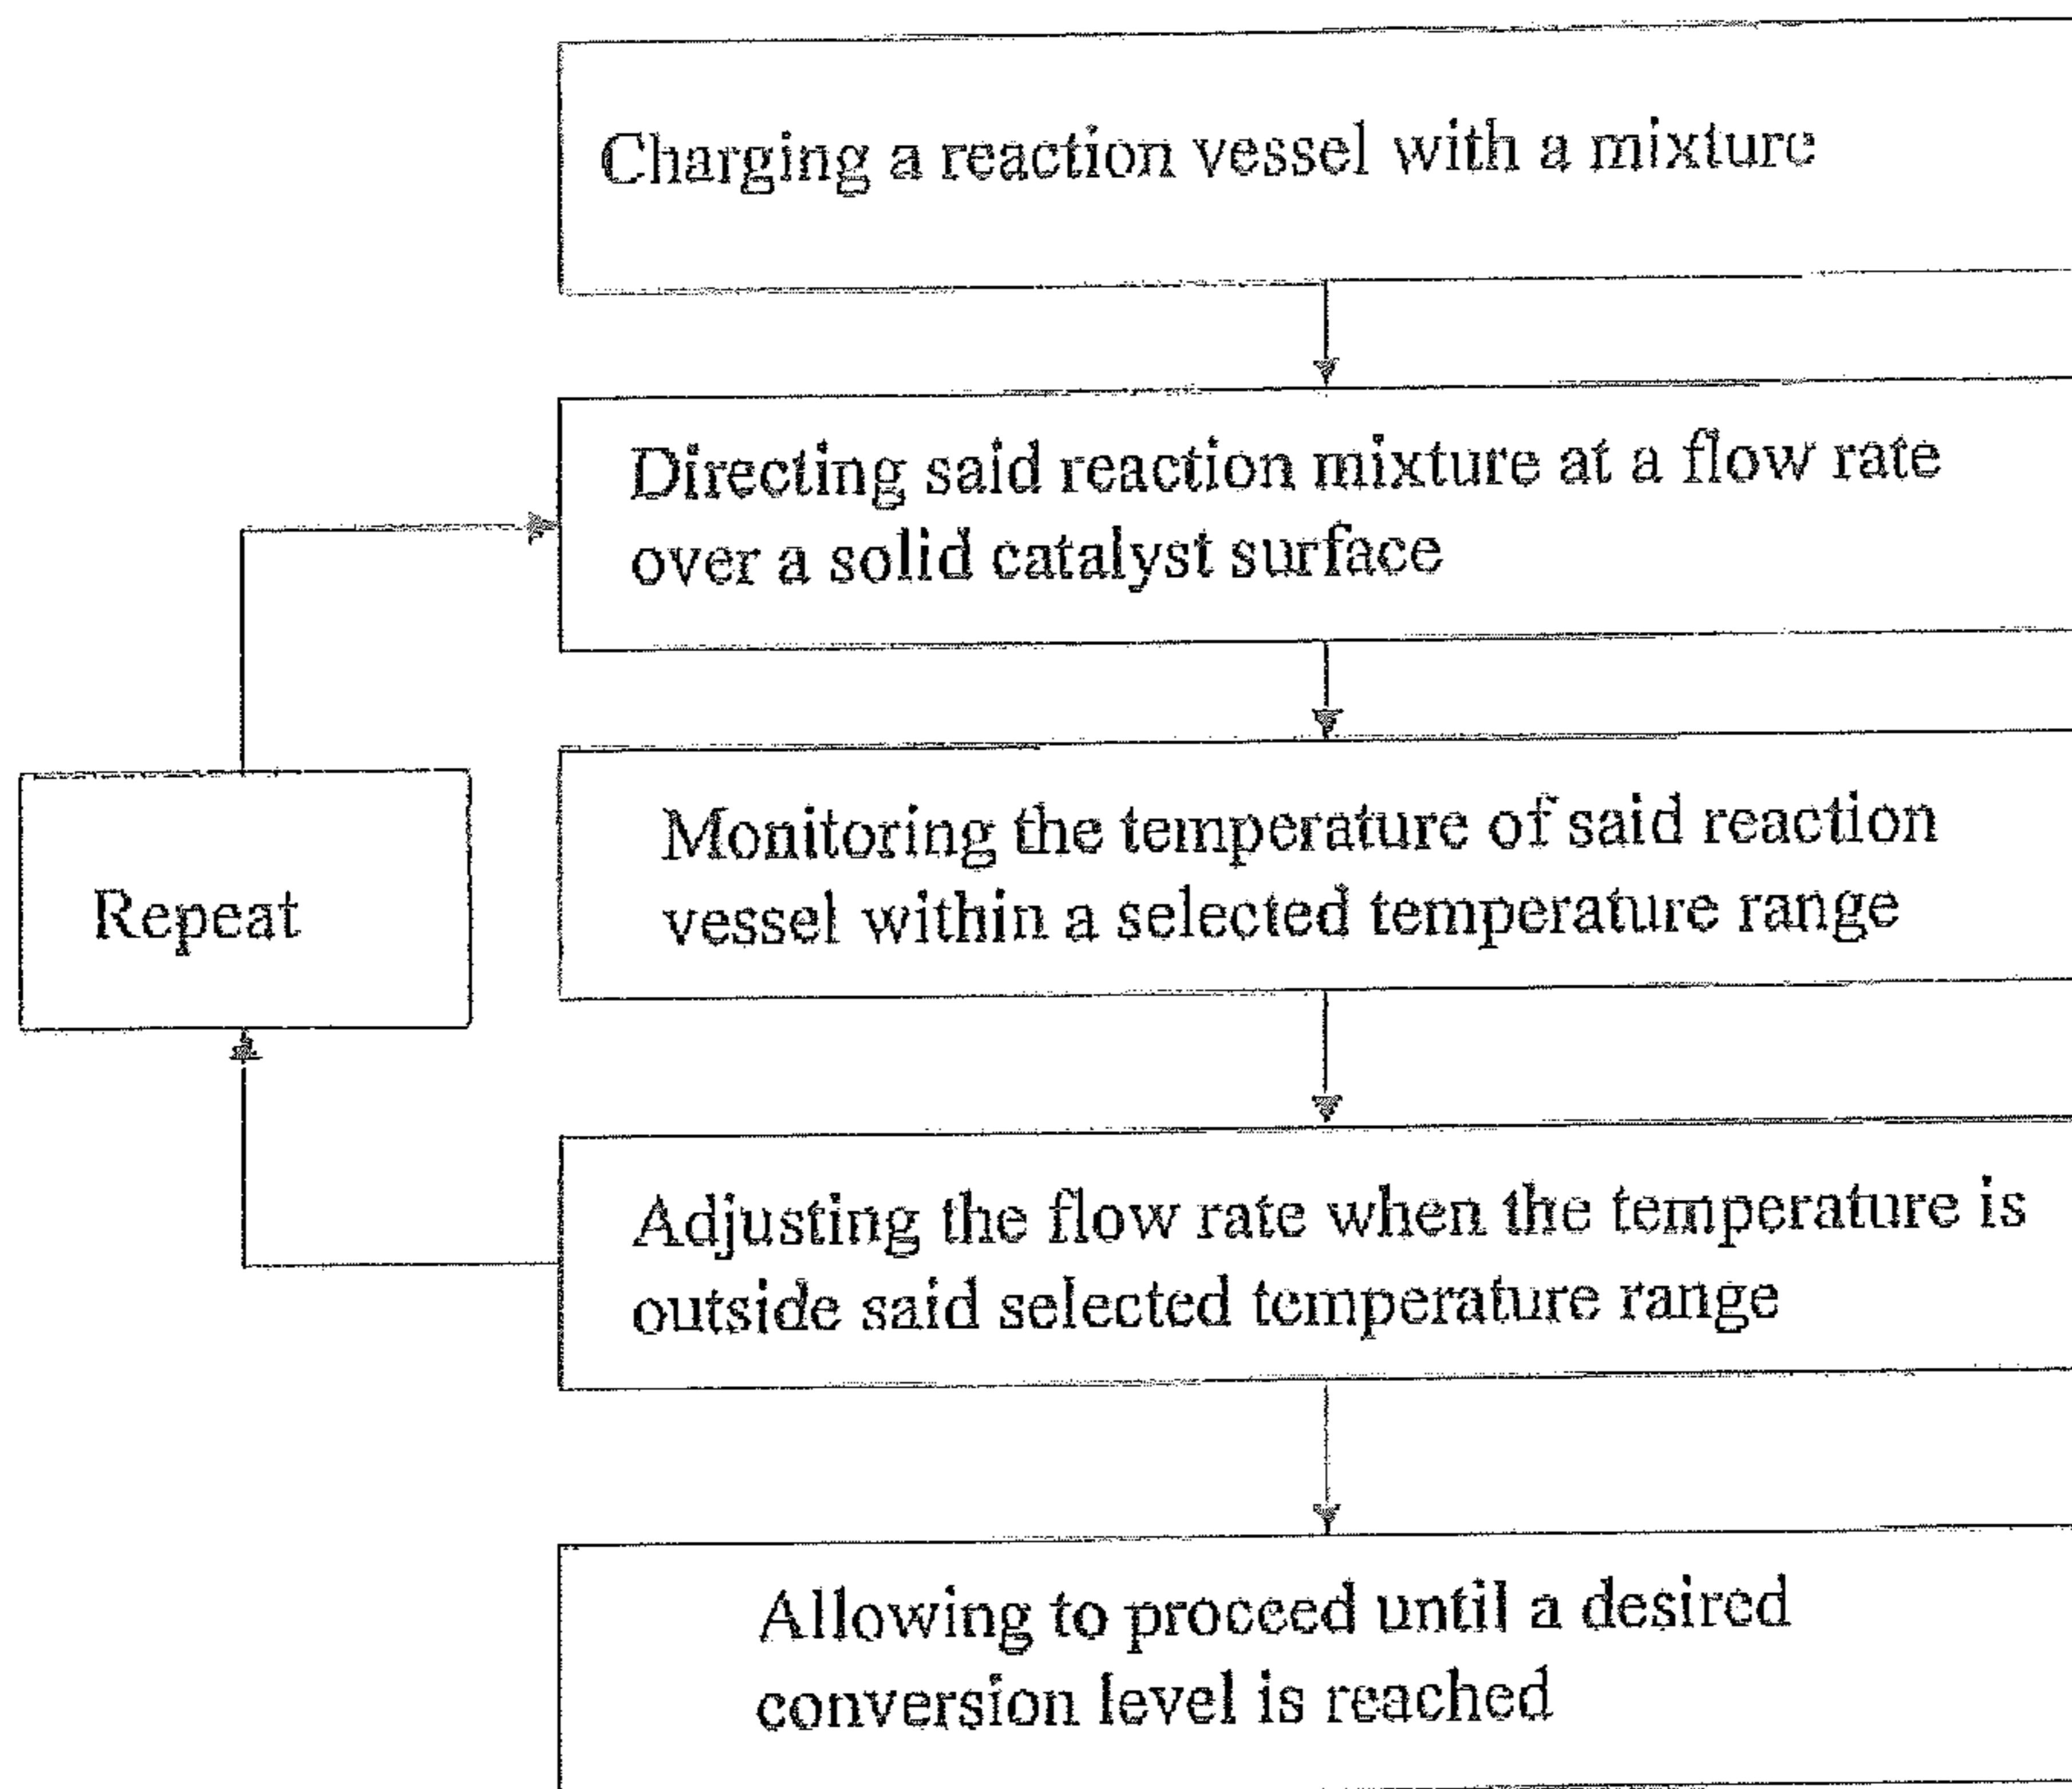 Charging a reaction vessel with a mixture
Directing said reaction mixture at a flow rate
over a solid catalyst surface
Monitoring the temperature of said reaction
vessel within a selected temperature range
Repeat
Adjusting the flow rate when the temperature is
outside said selected temperature range
Allowing to proceed until a desired
conversion level is reached